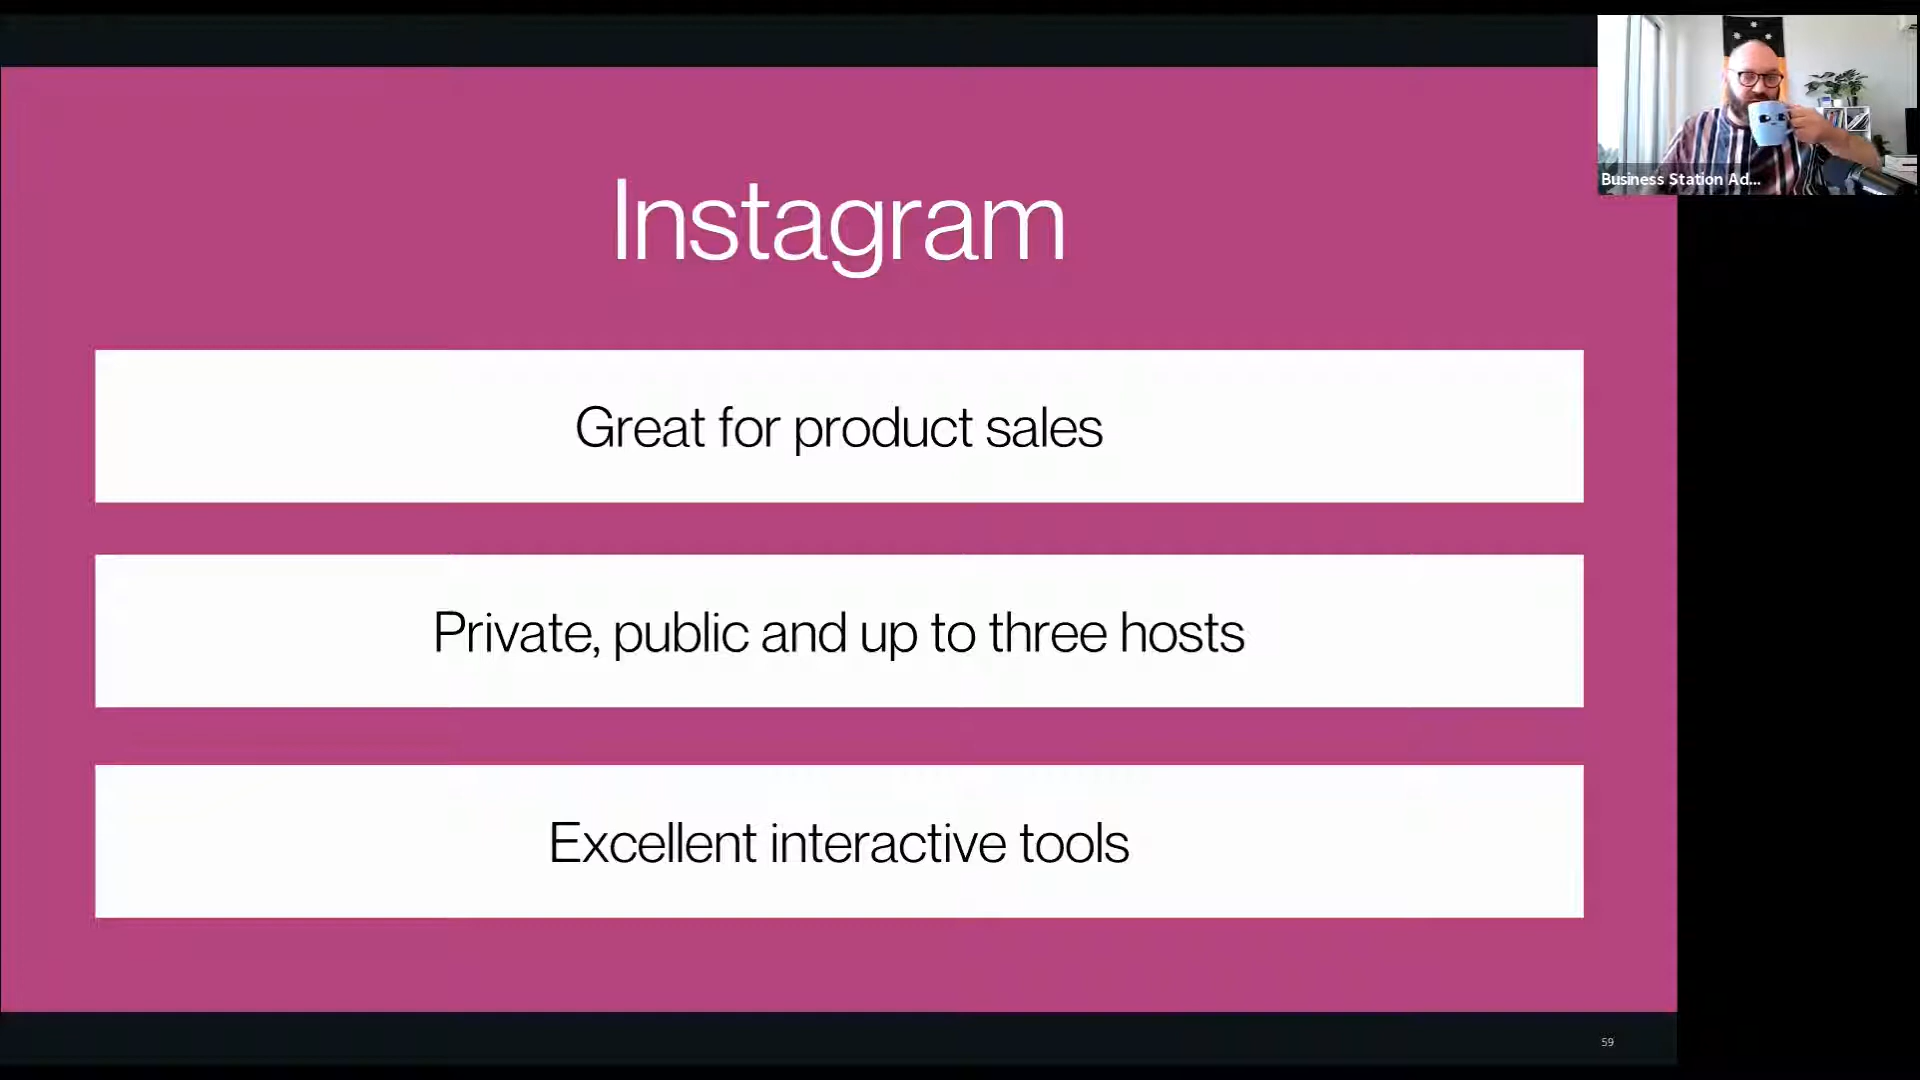 Instagram
Great for product sales
Private, public and up to three hosts
Excellent interactive tools
Business Station Ad...
59